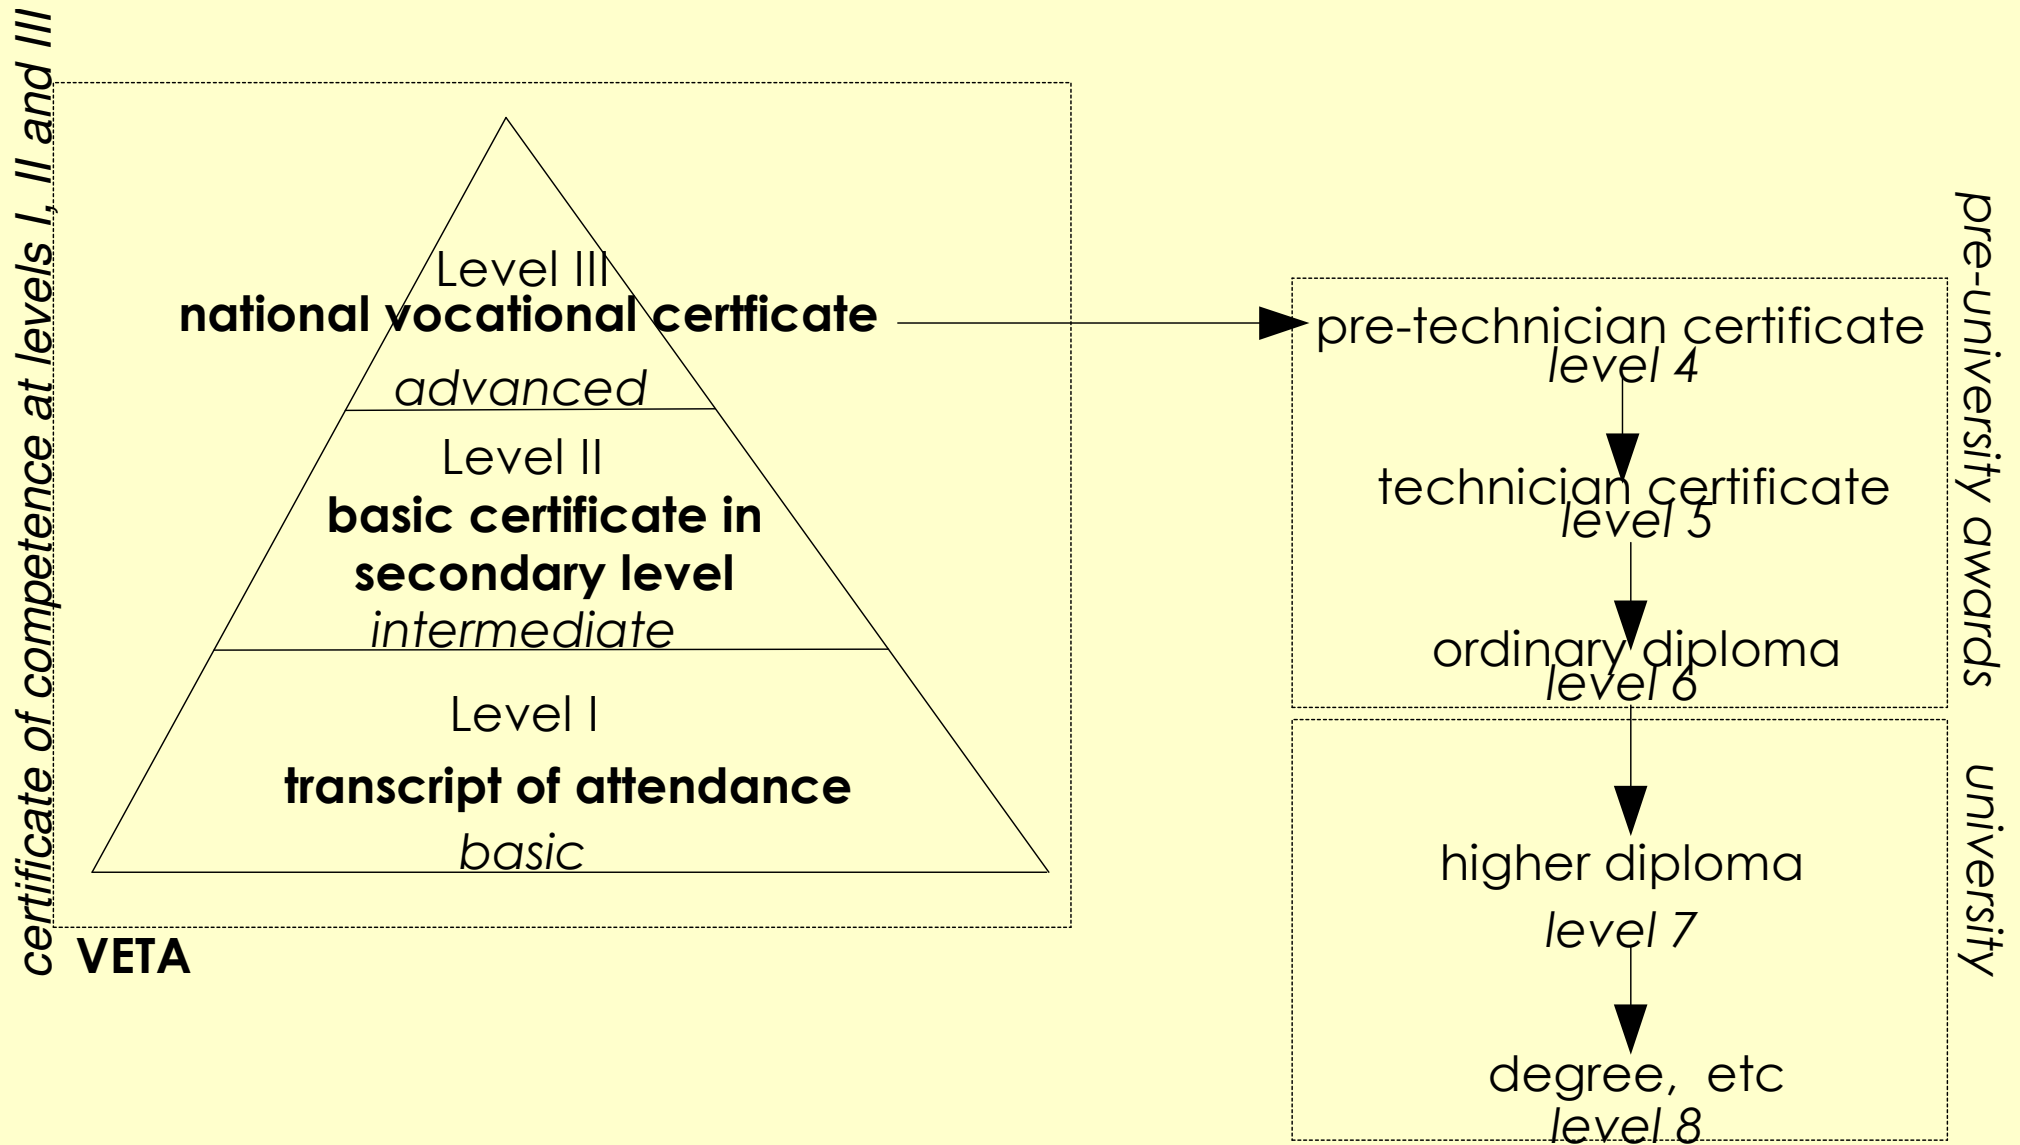 certificate of competence at levels I, II and III
Level III
national vocational certficate
advanced
Level II
basic certificate in
secondary level
intermediate
Level I
transcript of attendance
basic
VETA
pre-technician certificate
level 4
technician certificate
level 5
ordinary diploma
level 6
higher diploma
level 7
degree, etc
level 8
pre-university awards
university